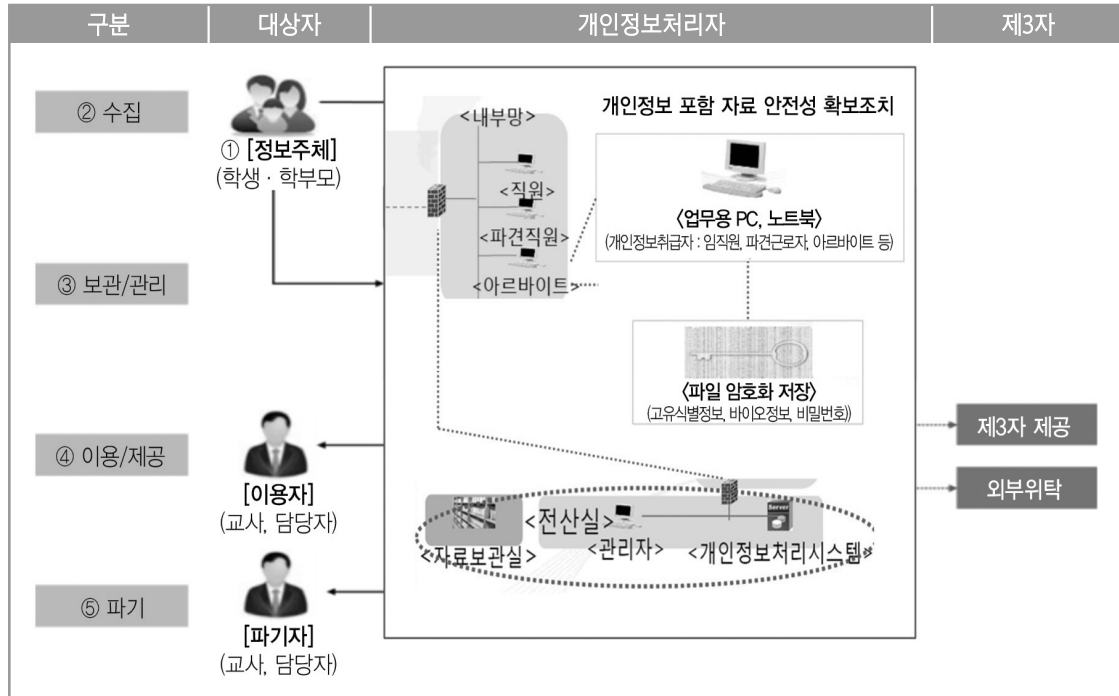 구분
대상자
개인정보처리자
제3자
② 수집
① [정보주체]
(학생 · 학부모)
③ 보관/관리
④ 이용/제공
[이용자]
(교사, 담당자)
⑤ 파기
[파기자]
(교사, 담당자)
<내부망>
<직원>
<파견직원>
<아르바이트>
개인정보 포함 자료 안전성 확보조치
〈업무용 PC, 노트북〉
(개인정보취급자 : 임직원, 파견근로자, 아르바이트 등)
〈파일 암호화 저장〉
(고유식별정보, 바이오정보, 비밀번호))
<자료보관실>
<전산실>
<관리자>
Server
<개인정보처리시스템>
제3자 제공
외부위탁